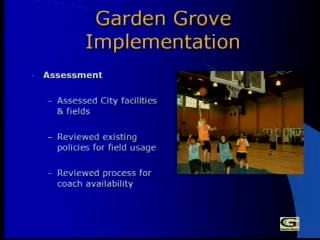 Garden Grove
Implementation
· Assessment
– Assessed City facilities
& fields
– Reviewed existing
policies for field usage
– Reviewed process for
coach availability
G